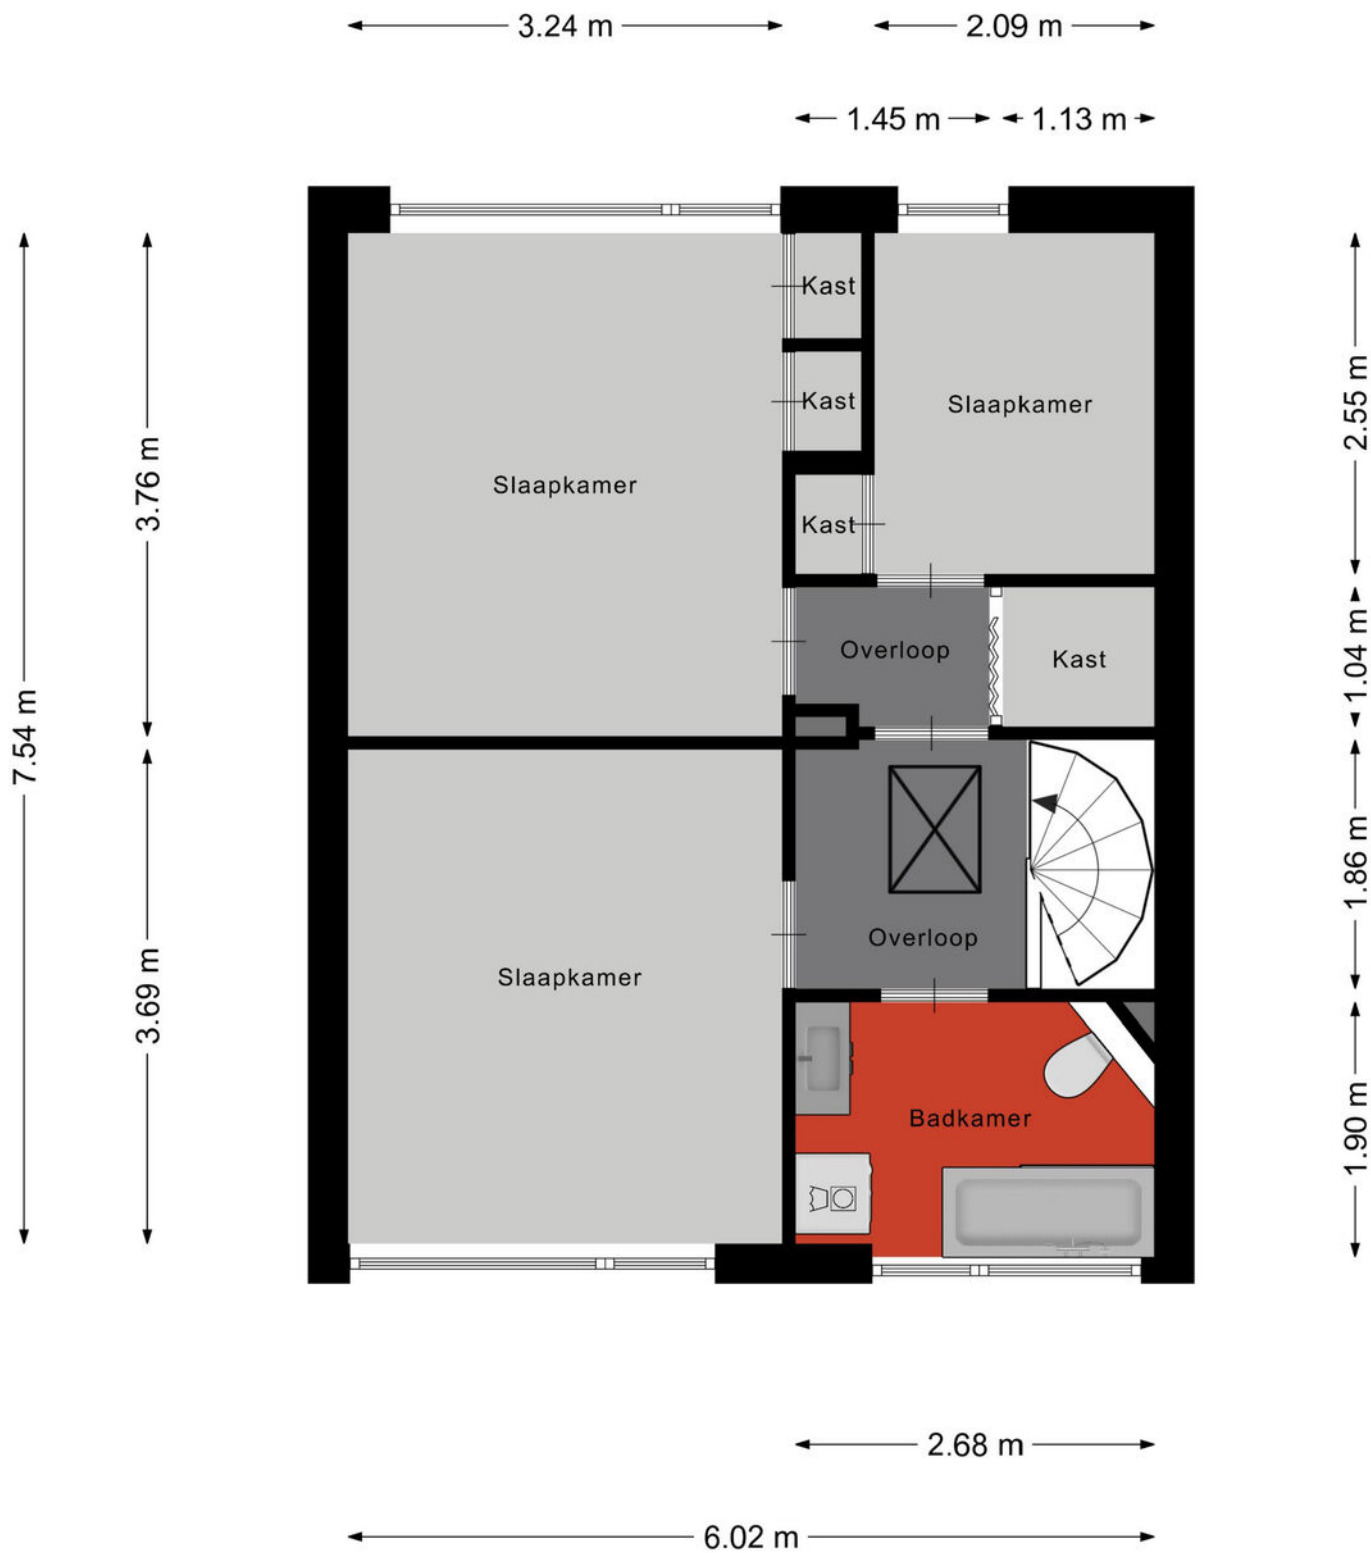 3.24 m
2.09 m
1.45 m
1.13 m
Kast
Kast
Slaapkamer
Slaapkamer
Kast
Overloop
Kast
Overloop
Slaapkamer
Badkamer
7.54 m
3.76 m
3.69 m
2.55 m
1.04 m
1.86 m
1.90 m
2.68 m
6.02 m